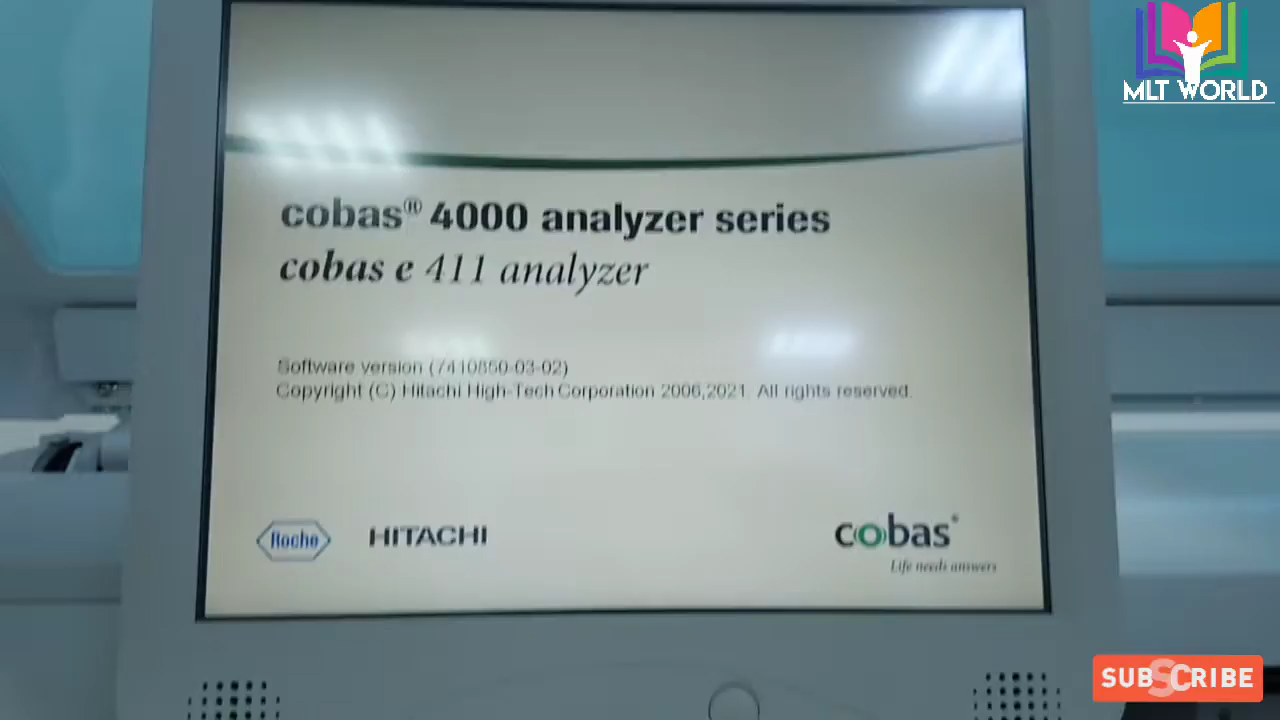 MLT WORLD
cobas® 4000 analyzer series
cobas e 411 analyzer
Software version (7410850-03-02)
Copyright (C) Hitachi High-Tech Corporation 2006,2021. All rights reserved.
Roche
HITACHI
cobas®
Life needs answers
SUBSCRIBE